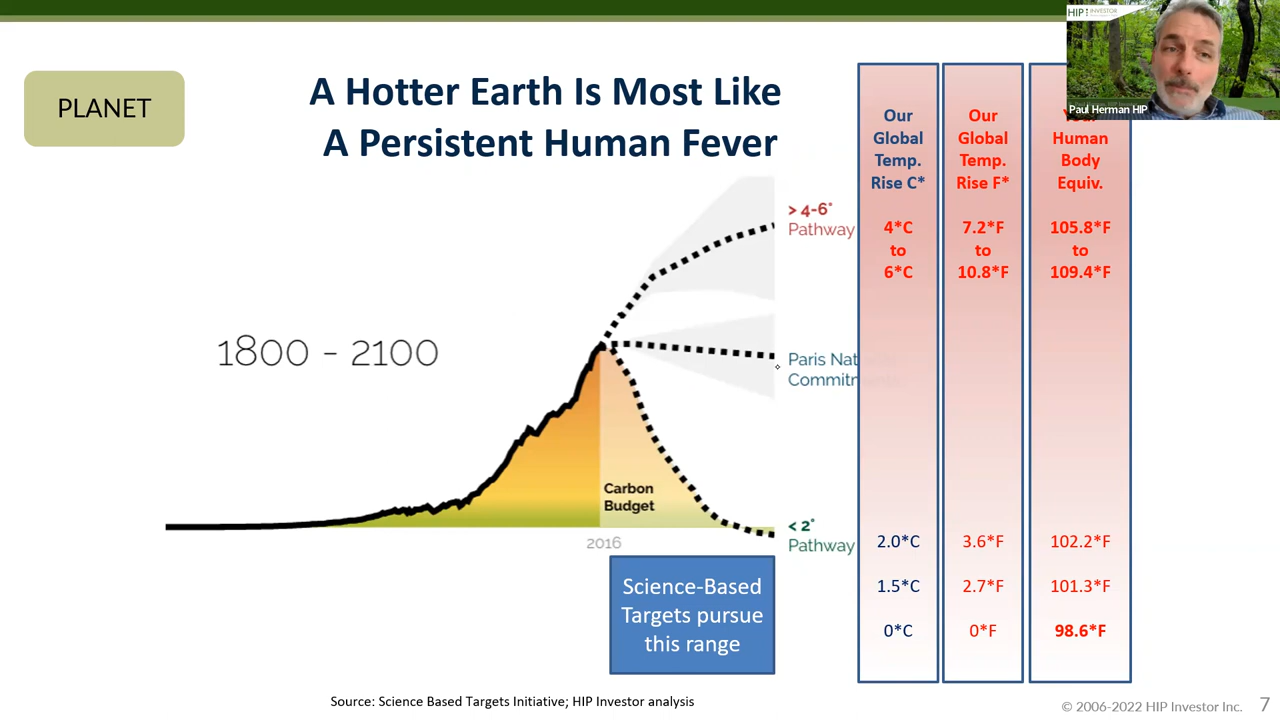 HIP INVESTOR
Paul Herman HIP
PLANET
A Hotter Earth Is Most Like
A Persistent Human Fever
1800 - 2100
> 4-6°
Pathway
Paris
< 2°
Pathway
Carbon
Budget
2016
Science-Based
Targets pursue
this range
Our
Global
Temp.
Rise C*
4*C
to
6*C
2.0*C
1.5*C
0*C
Our
Global
Temp.
Rise F*
7.2*F
to
10.8*F
3.6*F
2.7*F
0*F
Human
Body
Equiv.
105.8*F
to
109.4*F
102.2*F
101.3*F
98.6*F
Source: Science Based Targets Initiative; HIP Investor analysis
© 2006-2022 HIP Investor Inc.
7